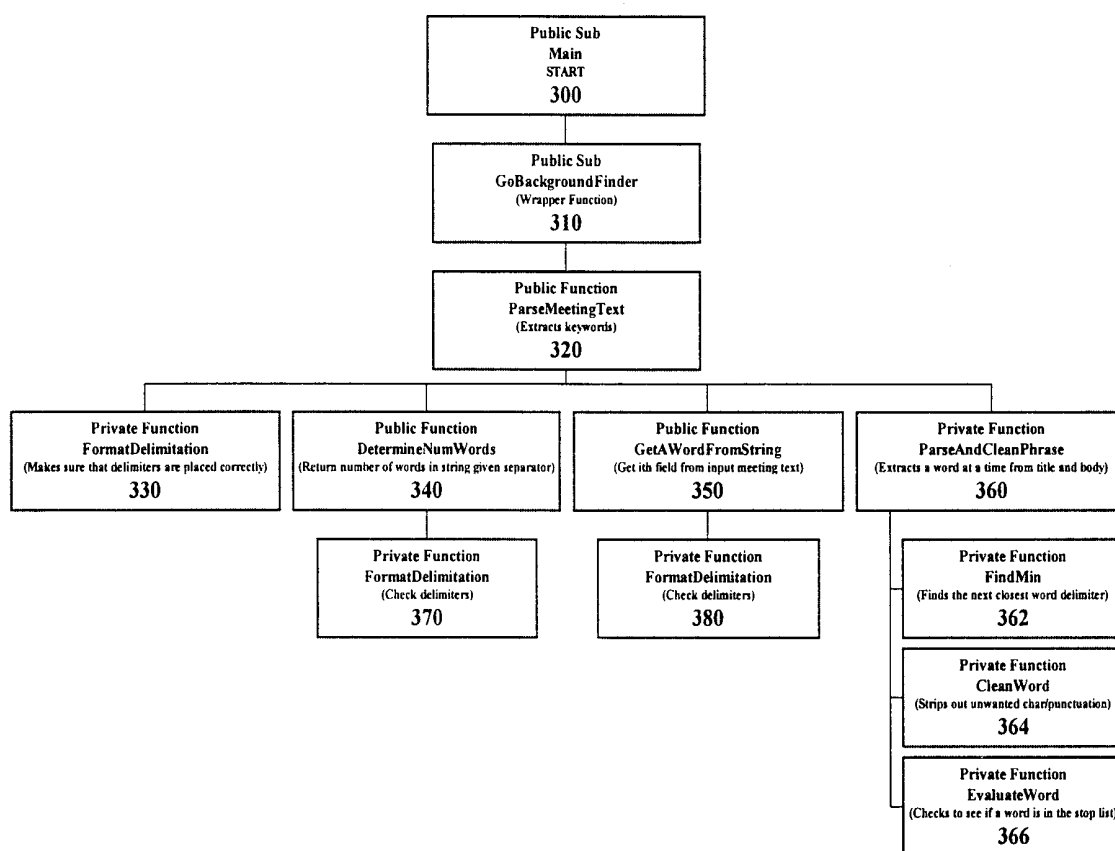 Public Sub
Main
START
300
Public Sub
GoBackgroundFinder
(Wrapper Function)
310
Public Function
ParseMeetingText
(Extracts keywords)
320
Private Function
FormatDelimitation
(Makes sure that delimiters are placed correctly)
330
Public Function
DetermineNumWords
(Return number of words in string given separator)
340
Public Function
GetAWordFromString
(Get ith field from input meeting text)
350
Private Function
ParseAndCleanPhrase
(Extracts a word at a time from title and body)
360
Private Function
FormatDelimitation
(Check delimiters)
370
Private Function
FormatDelimitation
(Check delimiters)
380
Private Function
FindMin
(Finds the next closest word delimiter)
362
Private Function
CleanWord
(Strips out unwanted char/punctuation)
364
Private Function
EvaluateWord
(Checks to see if a word is in the stop list)
366